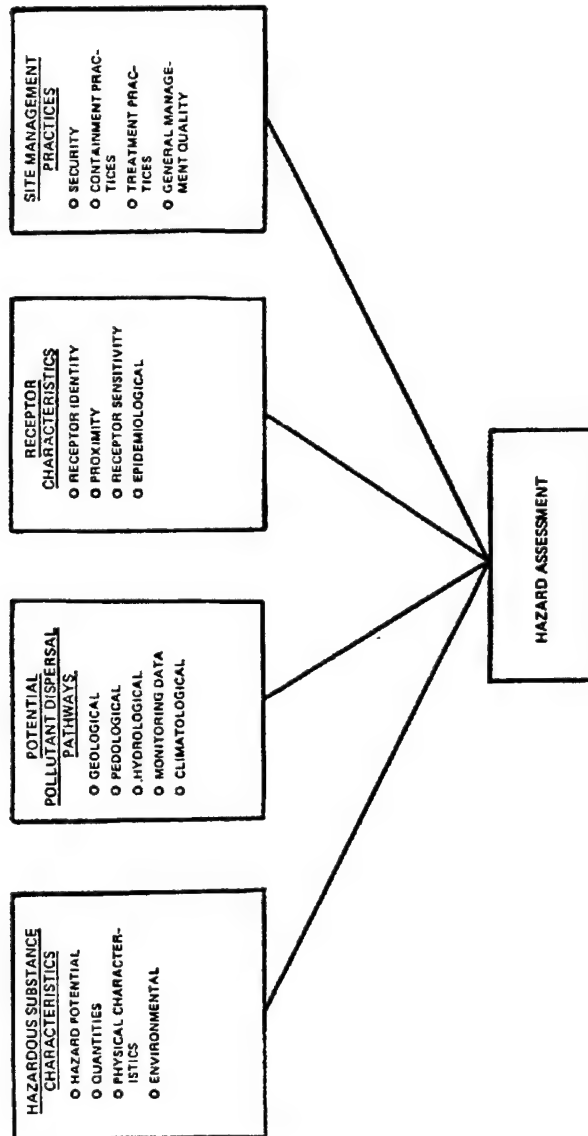 HAZARDOUS SUBSTANCE
CHARACTERISTICS
O HAZARD POTENTIAL
O QUANTITIES
O PHYSICAL CHARACTER-
ISTICS
O ENVIRONMENTAL
POTENTIAL
POLLUTANT DISPERSAL
PATHWAYS
O GEOLOGICAL
O PEDOLOGICAL
O HYDROLOGICAL
O MONITORING DATA
O CLIMATOLOGICAL
RECEPTOR
CHARACTERISTICS
O RECEPTOR IDENTITY
O PROXIMITY
O RECEPTOR SENSITIVITY
O EPIDEMIOLOGICAL
SITE MANAGEMENT
PRACTICES
O SECURITY
O CONTAINMENT PRAC-
TICES
O TREATMENT PRAC-
TICES
O GENERAL MANAGE-
MENT QUALITY
HAZARD ASSESSMENT